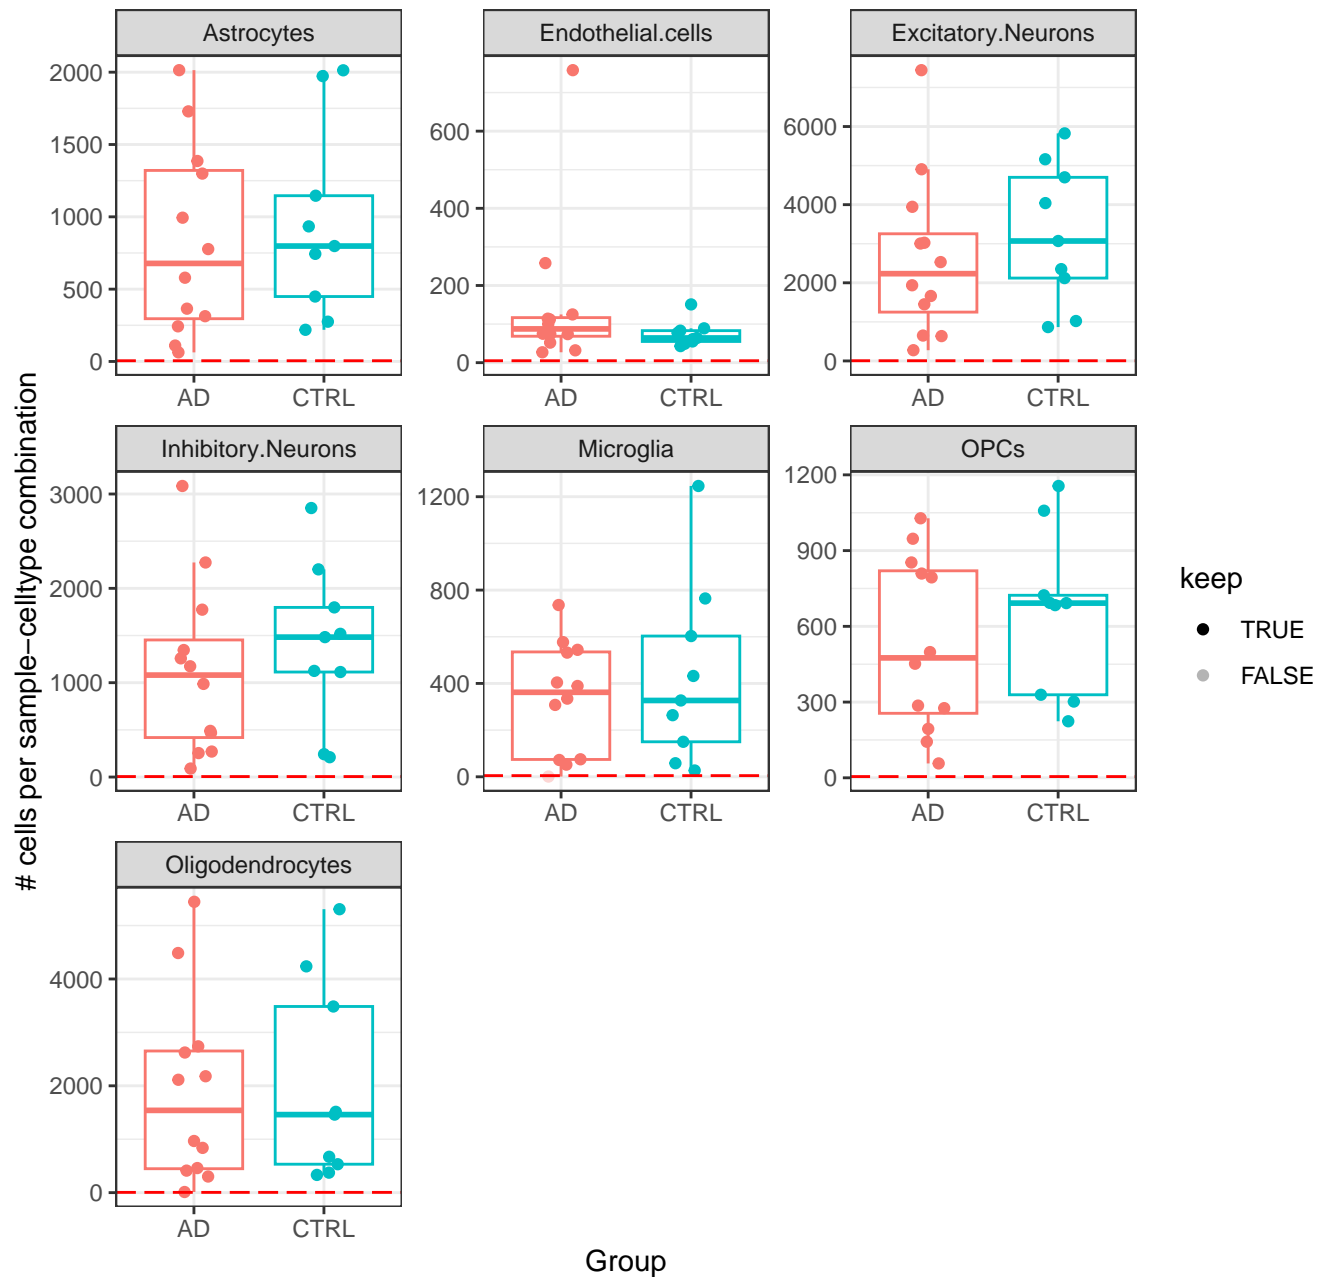 Astrocytes
Endothelial.cells
Excitatory.Neurons
2000
1500
1000
500
0
AD
CTRL
600
400
200
0
AD
CTRL
6000
4000
2000
0
AD
CTRL
Inhibitory.Neurons
Microglia
OPCs
3000
2000
1000
0
AD
CTRL
1200
800
400
0
AD
CTRL
1200
900
600
300
0
AD
CTRL
Oligodendrocytes
4000
2000
0
AD
CTRL
# cells per sample−celltype combination
Group
keep
TRUE
FALSE